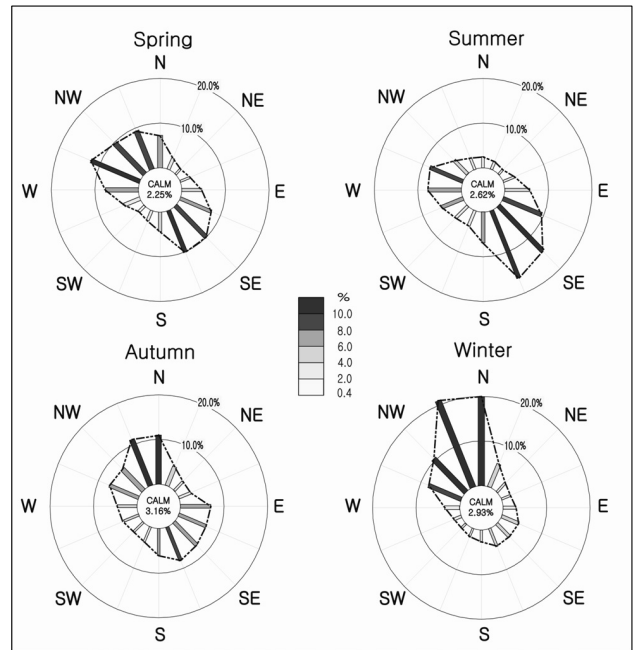 Spring
N
NW
NE
20.0%
10.0%
W
CALM
2.25%
E
SW
SE
S
Summer
N
NW
NE
20.0%
10.0%
W
CALM
2.62%
E
SW
SE
S
%
10.0
8.0
6.0
4.0
2.0
0.4
Autumn
N
NW
NE
20.0%
10.0%
W
CALM
3.16%
E
SW
SE
S
Winter
N
NW
NE
20.0%
10.0%
W
CALM
2.93%
E
SW
SE
S